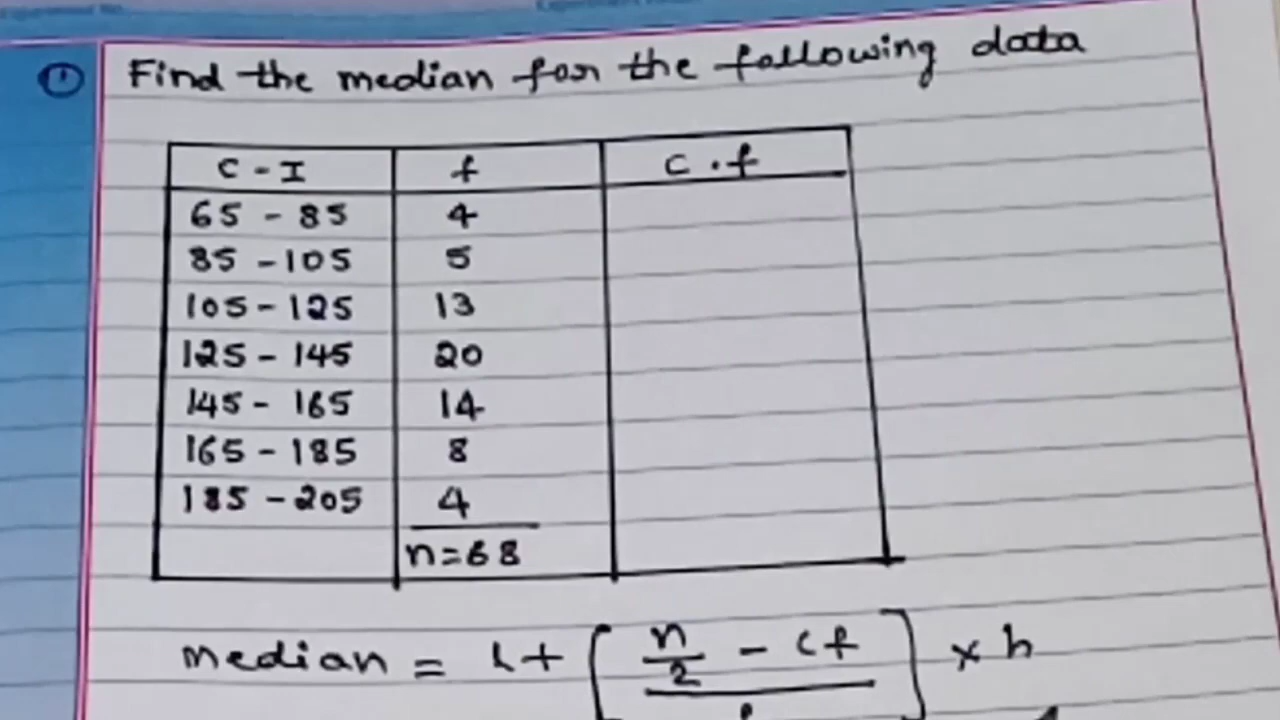 ① Find the median for the following data
C - I f C.f
65 - 85 4
85 - 105 5
105 - 125 13
125 - 145 20
145 - 165 14
165 - 185 8
185 - 205 4
n = 68
median = l + [ n/2 - cf / f ] × h